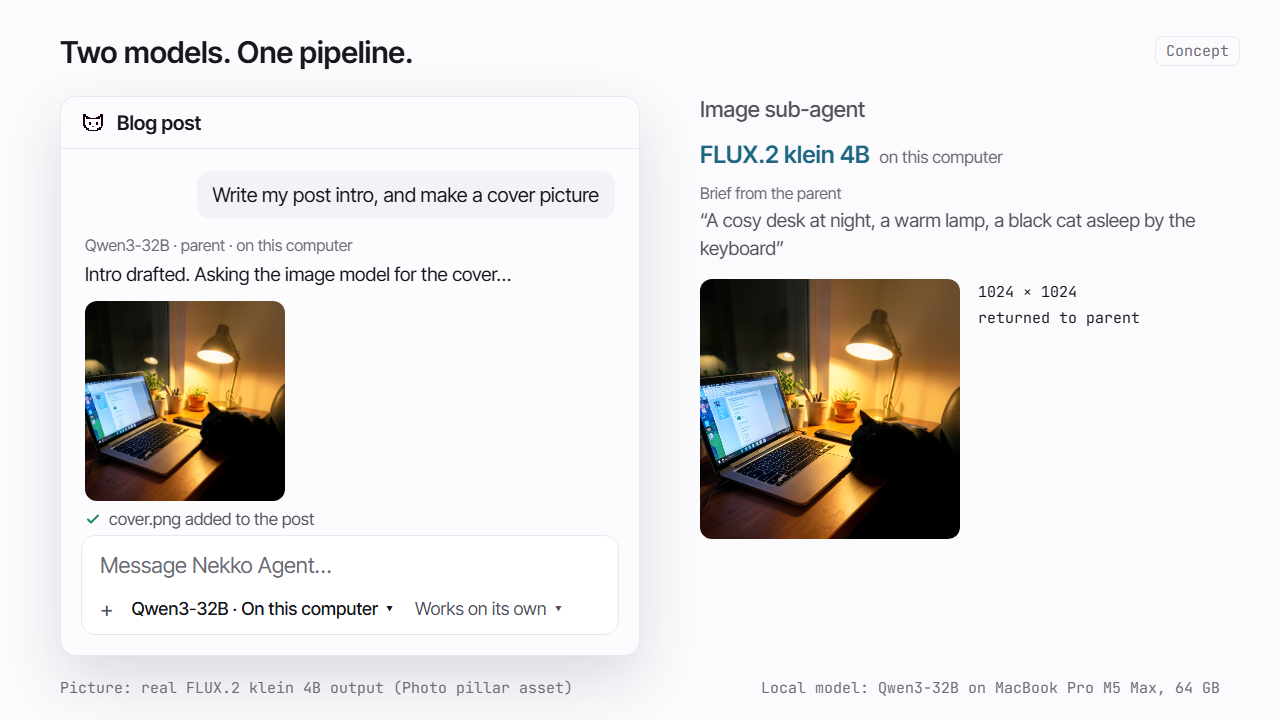 Two models. One pipeline.
Concept
Blog post
Write my post intro, and make a cover picture
Qwen3-32B · parent · on this computer
Intro drafted. Asking the image model for the cover...
cover.png added to the post
Message Nekko Agent...
+ Qwen3-32B · On this computer ▾ Works on its own ▾
Image sub-agent
FLUX.2 klein 4B on this computer
Brief from the parent
“A cosy desk at night, a warm lamp, a black cat asleep by the
keyboard”
1024 × 1024
returned to parent
Picture: real FLUX.2 klein 4B output (Photo pillar asset)
Local model: Qwen3-32B on MacBook Pro M5 Max, 64 GB